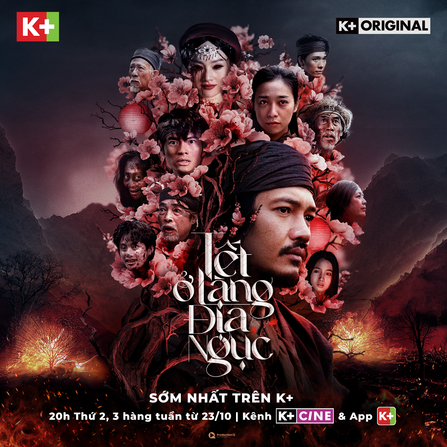 K+
K+ ORIGINAL
Tết
ở Làng
Địa
Ngục
SỚM NHẤT TRÊN K+
20h Thứ 2, 3 hàng tuần từ 23/10 | Kênh K+ CINE & App K+